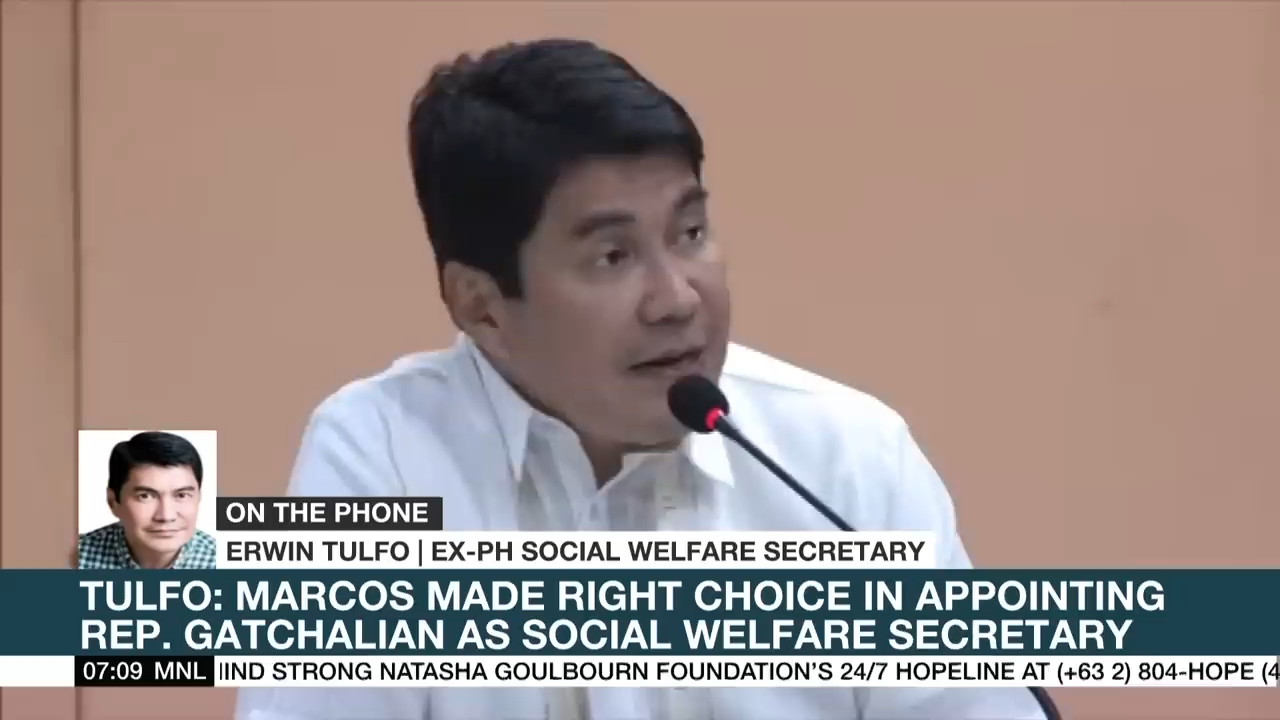 ON THE PHONE
ERWIN TULFO | EX-PH SOCIAL WELFARE SECRETARY
TULFO: MARCOS MADE RIGHT CHOICE IN APPOINTING
REP. GATCHALIAN AS SOCIAL WELFARE SECRETARY
07:09 MNL STRONG NATASHA GOULBOURN FOUNDATION'S 24/7 HOPELINE AT (+63 2) 804-HOPE (4